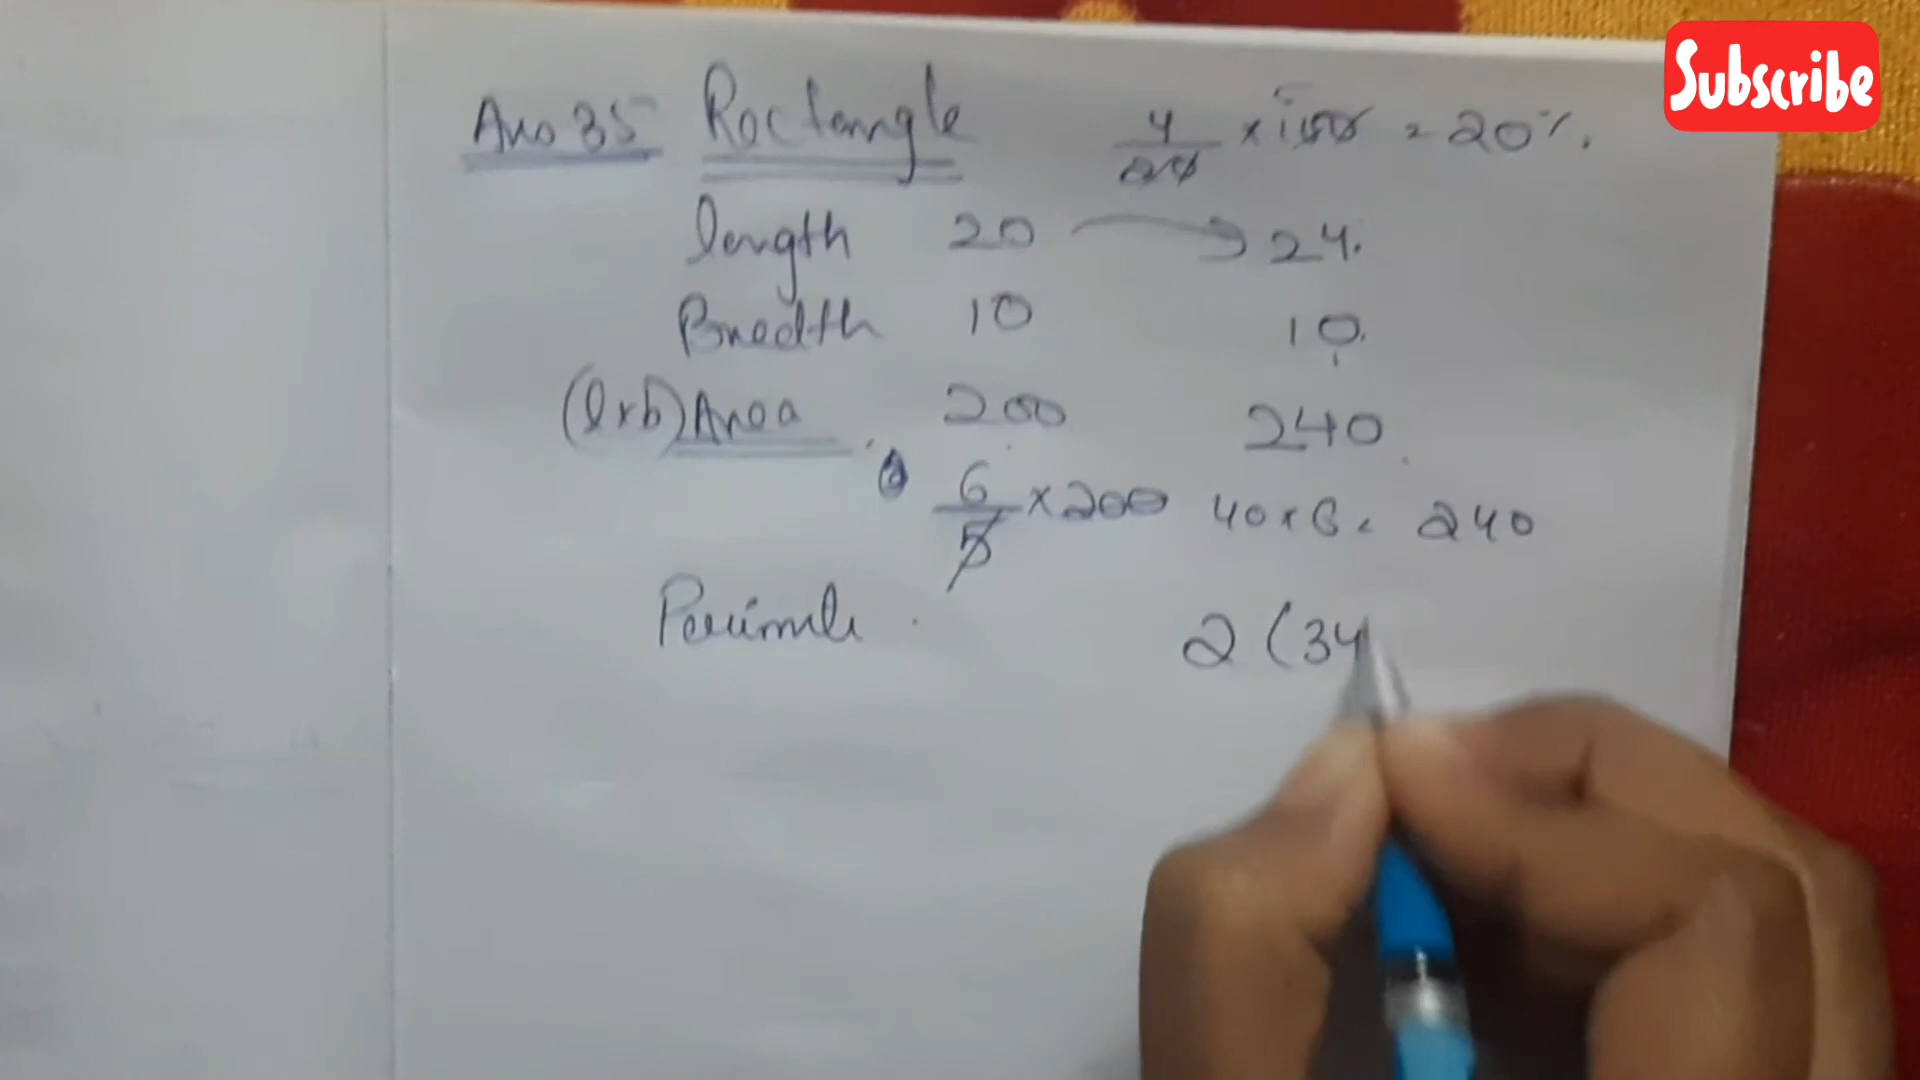 Subscribe
Ans 35 Rectangle 4/20 × 100 = 20%.
length 20 → 24.
Breadth 10 10.
(l×b) Area 200 240
6/5 × 200 40×6 = 240
2 (34